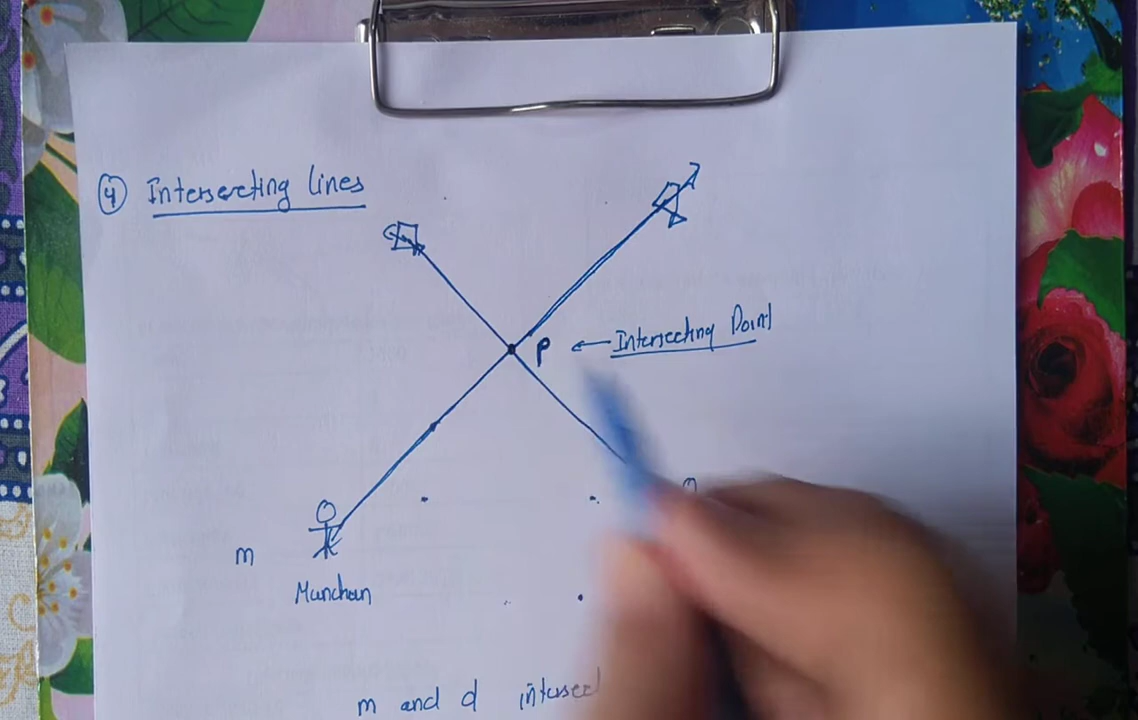 ④ Intersecting lines
P ← Intersecting Point
m
Munchun
m and d intersect